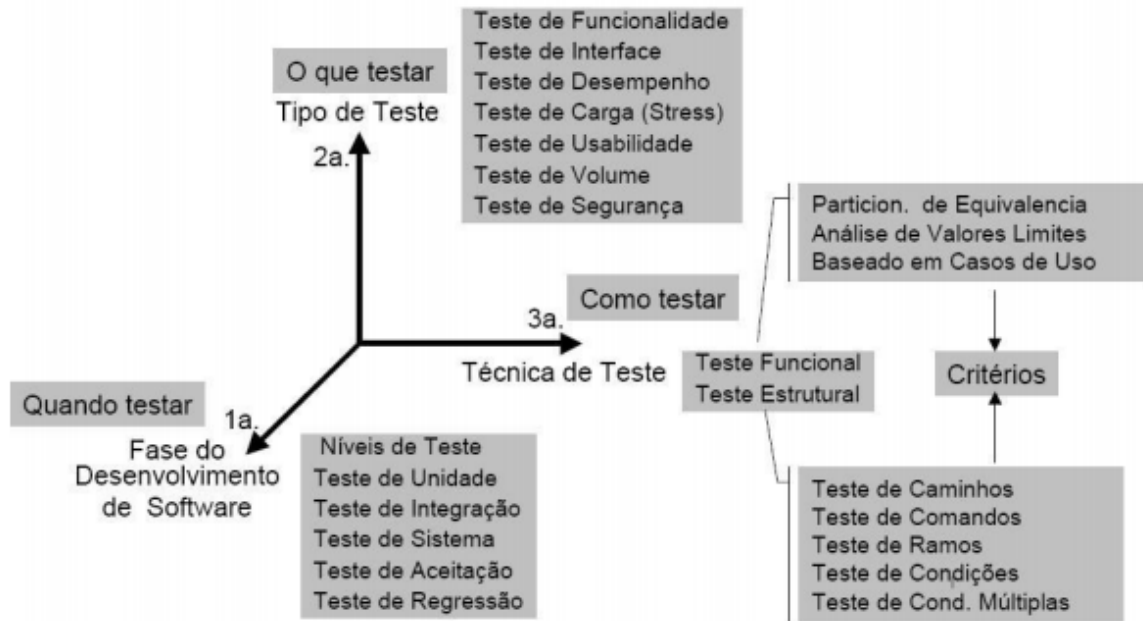 O que testar
Tipo de Teste
2a.
Teste de Funcionalidade
Teste de Interface
Teste de Desempenho
Teste de Carga (Stress)
Teste de Usabilidade
Teste de Volume
Teste de Segurança
Como testar
3a.
Técnica de Teste
Teste Funcional
Teste Estrutural
Particion. de Equivalencia
Análise de Valores Limites
Baseado em Casos de Uso
Critérios
Teste de Caminhos
Teste de Comandos
Teste de Ramos
Teste de Condições
Teste de Cond. Múltiplas
Quando testar
1a.
Fase do
Desenvolvimento
de Software
Níveis de Teste
Teste de Unidade
Teste de Integração
Teste de Sistema
Teste de Aceitação
Teste de Regressão